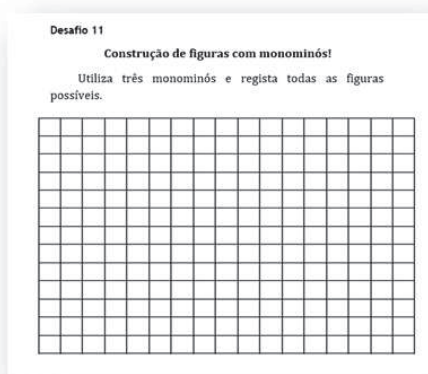 Desafio 11
Construção de figuras com monominós!
Utiliza três monominós e regista todas as figuras
possíveis.